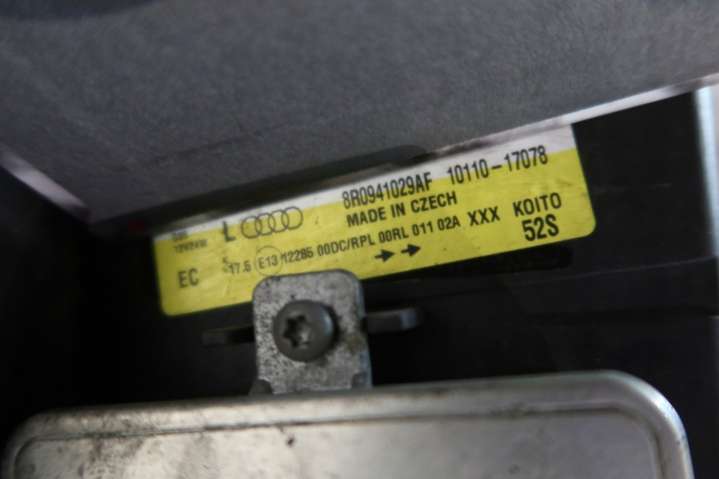 8R0941029AF 10110-17078
L MADE IN CZECH
EC 17.5 E13 12285 00DC/RPL 00RL 011 02A XXX KOITO
52S